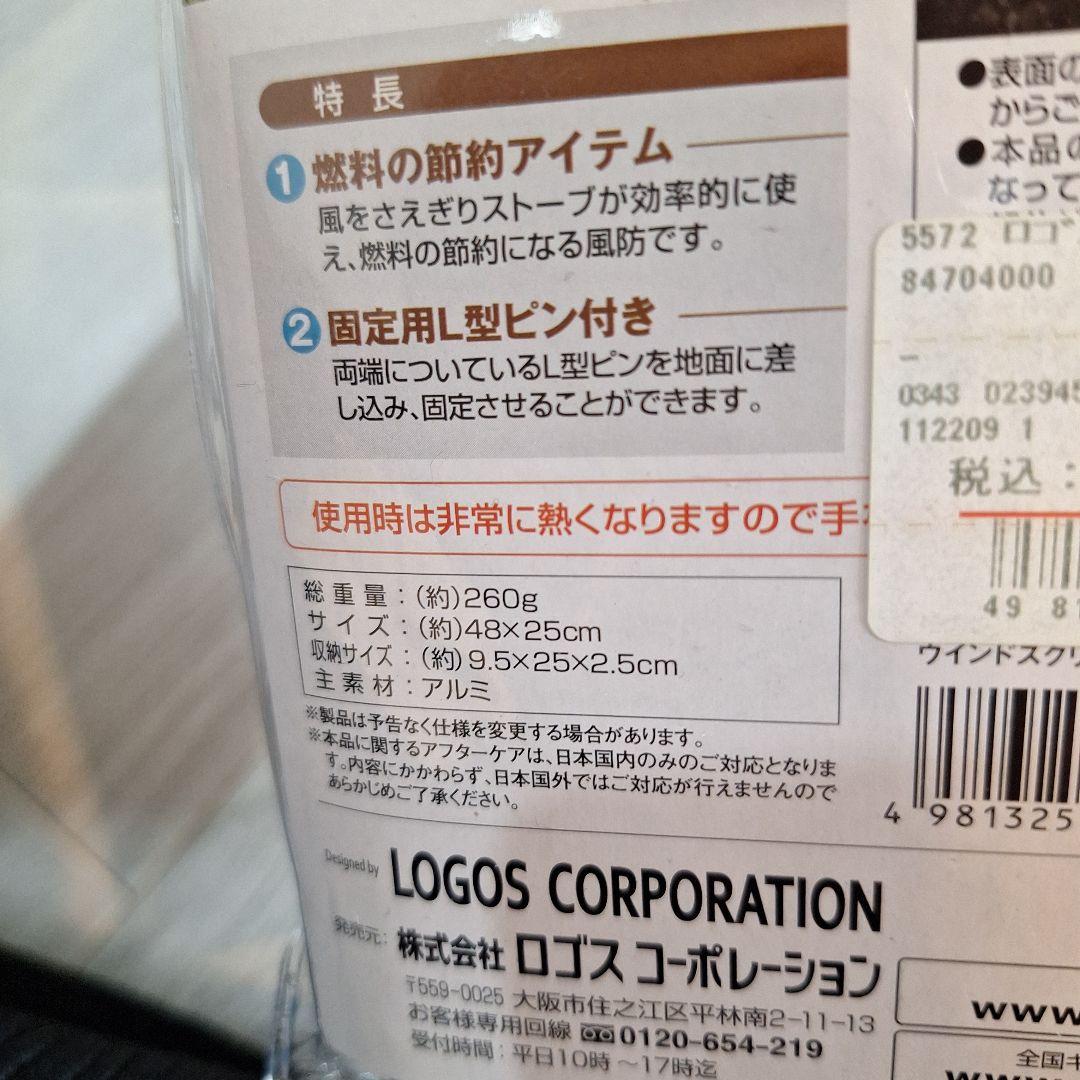 特長
1 燃料の節約アイテム
風をさえぎりストーブが効率的に使
え、燃料の節約になる風防です。
2 固定用L型ピン付き
両端についているL型ピンを地面に差
し込み、固定させることができます。
使用時は非常に熱くなりますので手
総重量：(約)260g
サイズ：(約)48×25cm
収納サイズ：(約)9.5×25×2.5cm
主素材：アルミ
※製品は予告なく仕様を変更する場合があります。
※本品に関するアフターケアは、日本国内のみのご対応となりま
す。内容にかかわらず、日本国外ではご対応が行えませんので
あらかじめご了承ください。
Designed by LOGOS CORPORATION
発売元：株式会社 ロゴス コーポレーション
〒559-0025 大阪市住之江区平林南2-11-13
お客様専用回線 0120-654-219
受付時間：平日10時～17時迄
●表面の
からご
●本品の
なって
5572 ロゴ
84704000
-
0343 023945
112209 1
税込：
49 81
ウインドスクリ
4 981325
www.
全国キ
www.